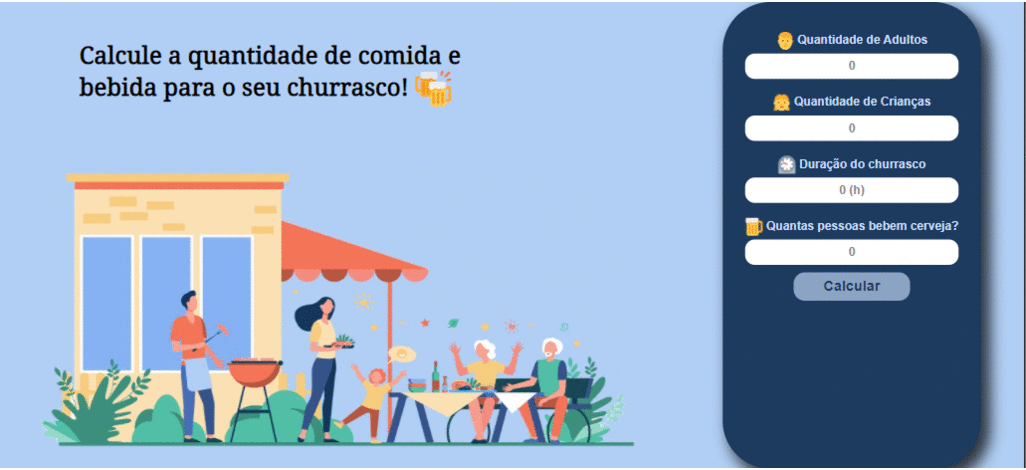 Calcule a quantidade de comida e
bebida para o seu churrasco! 🍻
👨 Quantidade de Adultos
0
👧 Quantidade de Crianças
0
⏲️ Duração do churrasco
0 (h)
🍺 Quantas pessoas bebem cerveja?
0
Calcular